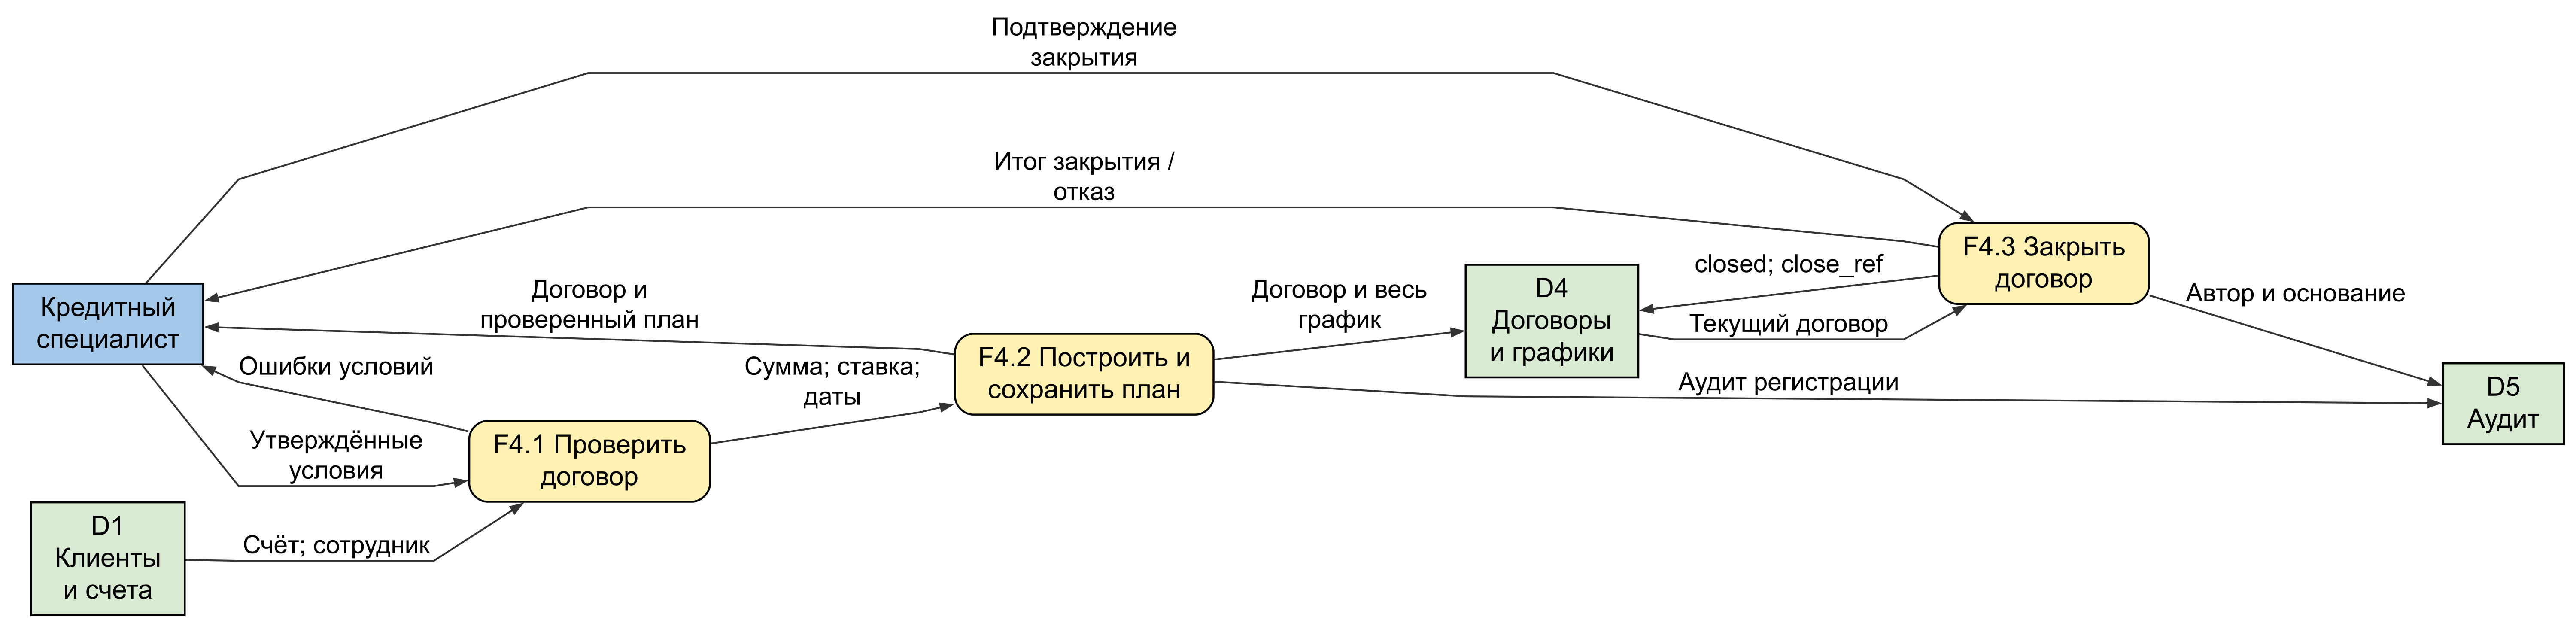 Подтверждение
закрытия
Итог закрытия /
отказ
F4.3 Закрыть
договор
closed; close_ref
Текущий договор
Автор и основание
Кредитный
специалист
Договор и
проверенный план
Договор и весь
график
D4
Договоры
и графики
Ошибки условий
Сумма; ставка;
даты
F4.2 Построить и
сохранить план
Аудит регистрации
D5
Аудит
Утверждённые
условия
F4.1 Проверить
договор
D1
Клиенты
и счета
Счёт; сотрудник